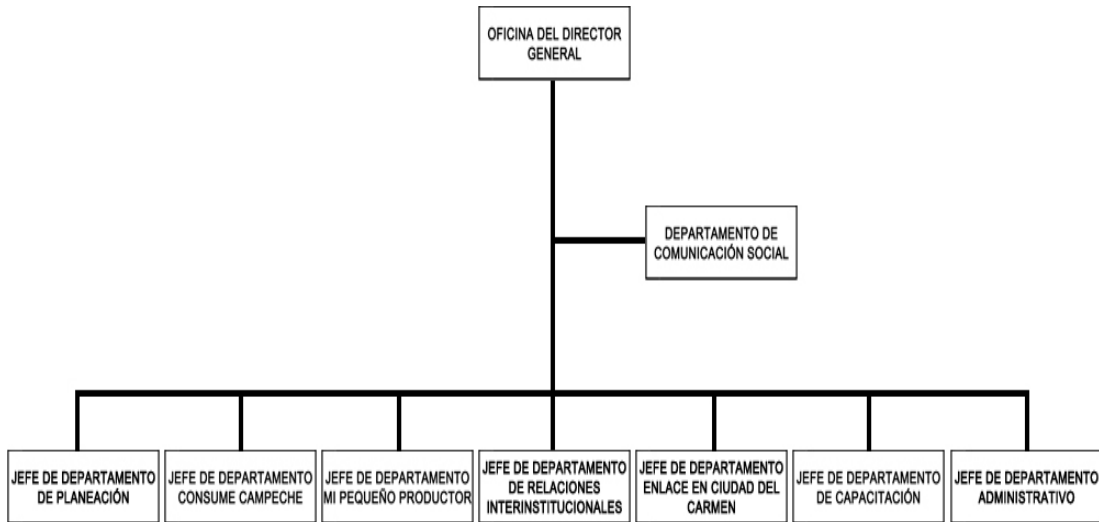 OFICINA DEL DIRECTOR
GENERAL
DEPARTAMENTO DE
COMUNICACIÓN SOCIAL
JEFE DE DEPARTAMENTO
DE PLANEACIÓN
JEFE DE DEPARTAMENTO
CONSUME CAMPECHE
JEFE DE DEPARTAMENTO
MI PEQUEÑO PRODUCTOR
JEFE DE DEPARTAMENTO
DE RELACIONES
INTERINSTITUCIONALES
JEFE DE DEPARTAMENTO
ENLACE EN CIUDAD DEL
CARMEN
JEFE DE DEPARTAMENTO
DE CAPACITACIÓN
JEFE DE DEPARTAMENTO
ADMINISTRATIVO